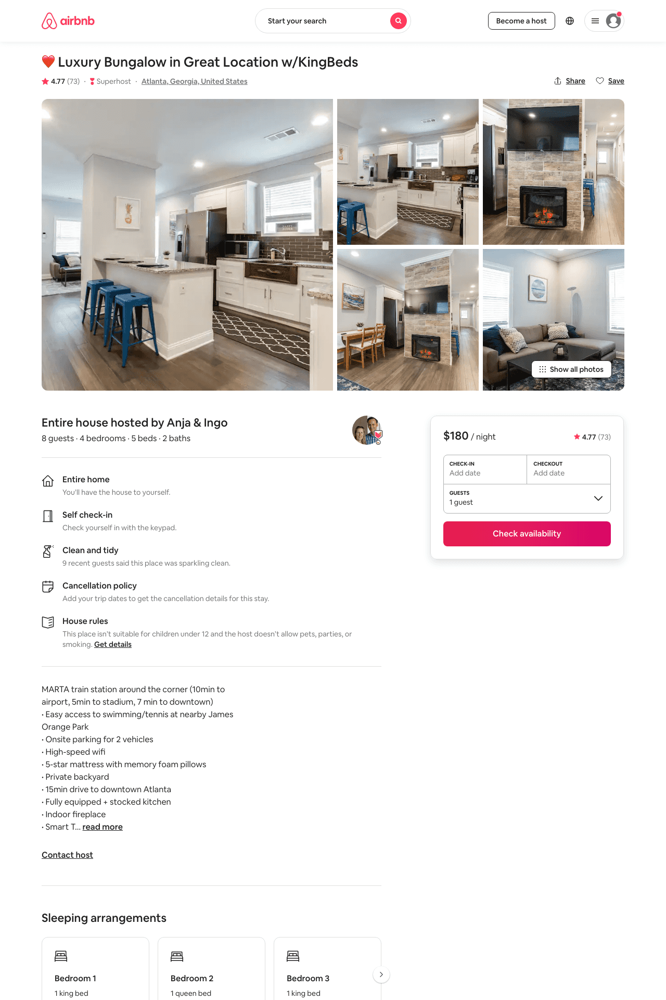 airbnb
Start your search
Become a host
Luxury Bungalow in Great Location w/KingBeds
4.77 (73) · Superhost · Atlanta, Georgia, United States
Share
Save
Show all photos
Entire house hosted by Anja & Ingo
8 guests · 4 bedrooms · 5 beds · 2 baths
$180 / night
4.77 (73)
CHECK-IN
Add date
CHECKOUT
Add date
GUESTS
1 guest
Check availability
Entire home
You’ll have the house to yourself.
Self check-in
Check yourself in with the keypad.
Clean and tidy
9 recent guests said this place was sparkling clean.
Cancellation policy
Add your trip dates to get the cancellation details for this stay.
House rules
This place isn’t suitable for children under 12 and the host doesn’t allow pets, parties, or
smoking. Get details
MARTA train station around the corner (10min to
airport, 5min to stadium, 7 min to downtown)
· Easy access to swimming/tennis at nearby James
Orange Park
· Onsite parking for 2 vehicles
· High-speed wifi
· 5-star mattress with memory foam pillows
· Private backyard
· 15min drive to downtown Atlanta
· Fully equipped + stocked kitchen
· Indoor fireplace
· Smart T... read more
Contact host
Sleeping arrangements
Bedroom 1
1 king bed
Bedroom 2
1 queen bed
Bedroom 3
1 king bed